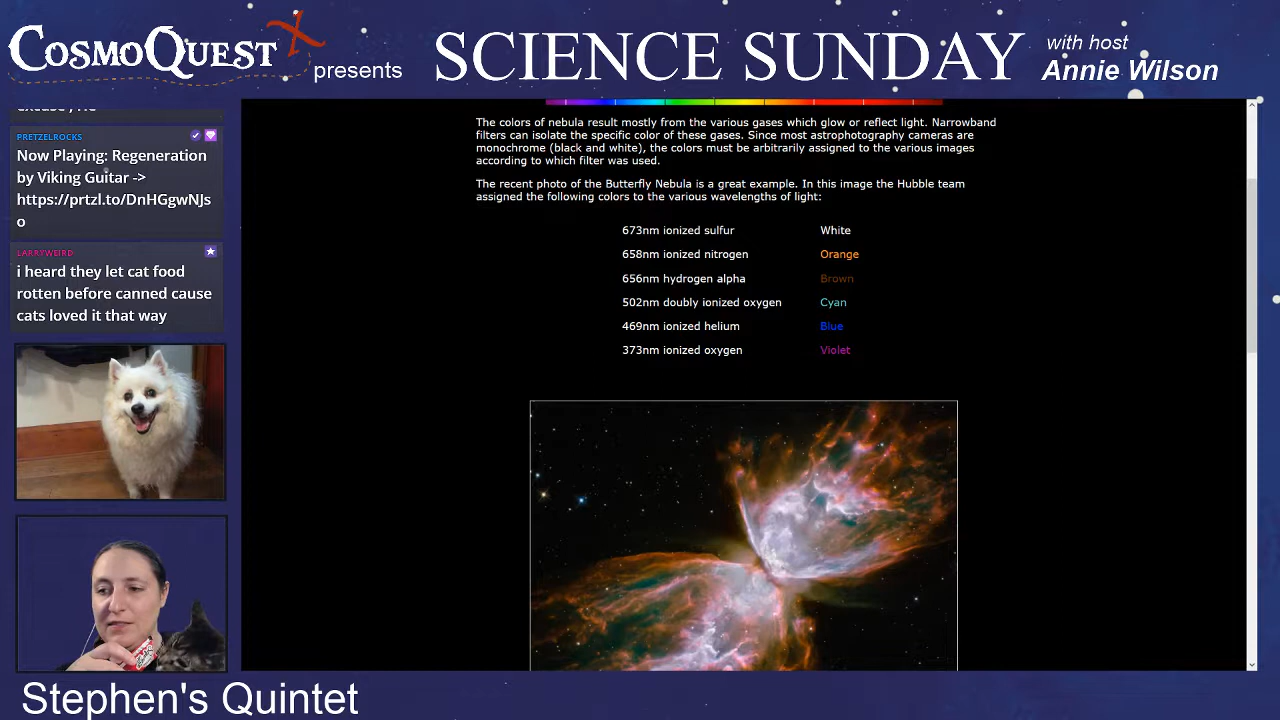 CosmoQuest X
presents
SCIENCE SUNDAY
with host
Annie Wilson
PRETZELROCKS
Now Playing: Regeneration
by Viking Guitar ->
https://prtzl.to/DnHGgwNJs
o
LARRYWEIRD
i heard they let cat food
rotten before canned cause
cats loved it that way
The colors of nebula result mostly from the various gases which glow or reflect light. Narrowband
filters can isolate the specific color of these gases. Since most astrophotography cameras are
monochrome (black and white), the colors must be arbitrarily assigned to the various images
according to which filter was used.
The recent photo of the Butterfly Nebula is a great example. In this image the Hubble team
assigned the following colors to the various wavelengths of light:
673nm ionized sulfur White
658nm ionized nitrogen Orange
656nm hydrogen alpha Brown
502nm doubly ionized oxygen Cyan
469nm ionized helium Blue
373nm ionized oxygen Violet
Stephen's Quintet